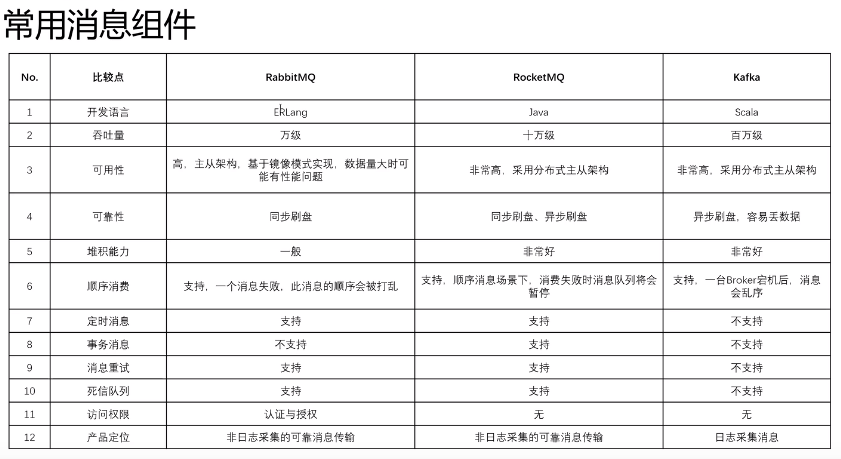 常用消息组件
No. 比较点 RabbitMQ RocketMQ Kafka
1 开发语言 ERLang Java Scala
2 吞吐量 万级 十万级 百万级
3 可用性 高，主从架构，基于镜像模式实现，数据量大时可能有性能问题 非常高，采用分布式主从架构 非常高，采用分布式主从架构
4 可靠性 同步刷盘 同步刷盘、异步刷盘 异步刷盘，容易丢数据
5 堆积能力 一般 非常好 非常好
6 顺序消费 支持，一个消息失败，此消息的顺序会被打乱 支持，顺序消息场景下，消费失败时消息队列将会暂停 支持，一台Broker宕机后，消息会乱序
7 定时消息 支持 支持 不支持
8 事务消息 不支持 支持 不支持
9 消息重试 支持 支持 不支持
10 死信队列 支持 支持 不支持
11 访问权限 认证与授权 无 无
12 产品定位 非日志采集的可靠消息传输 非日志采集的可靠消息传输 日志采集消息